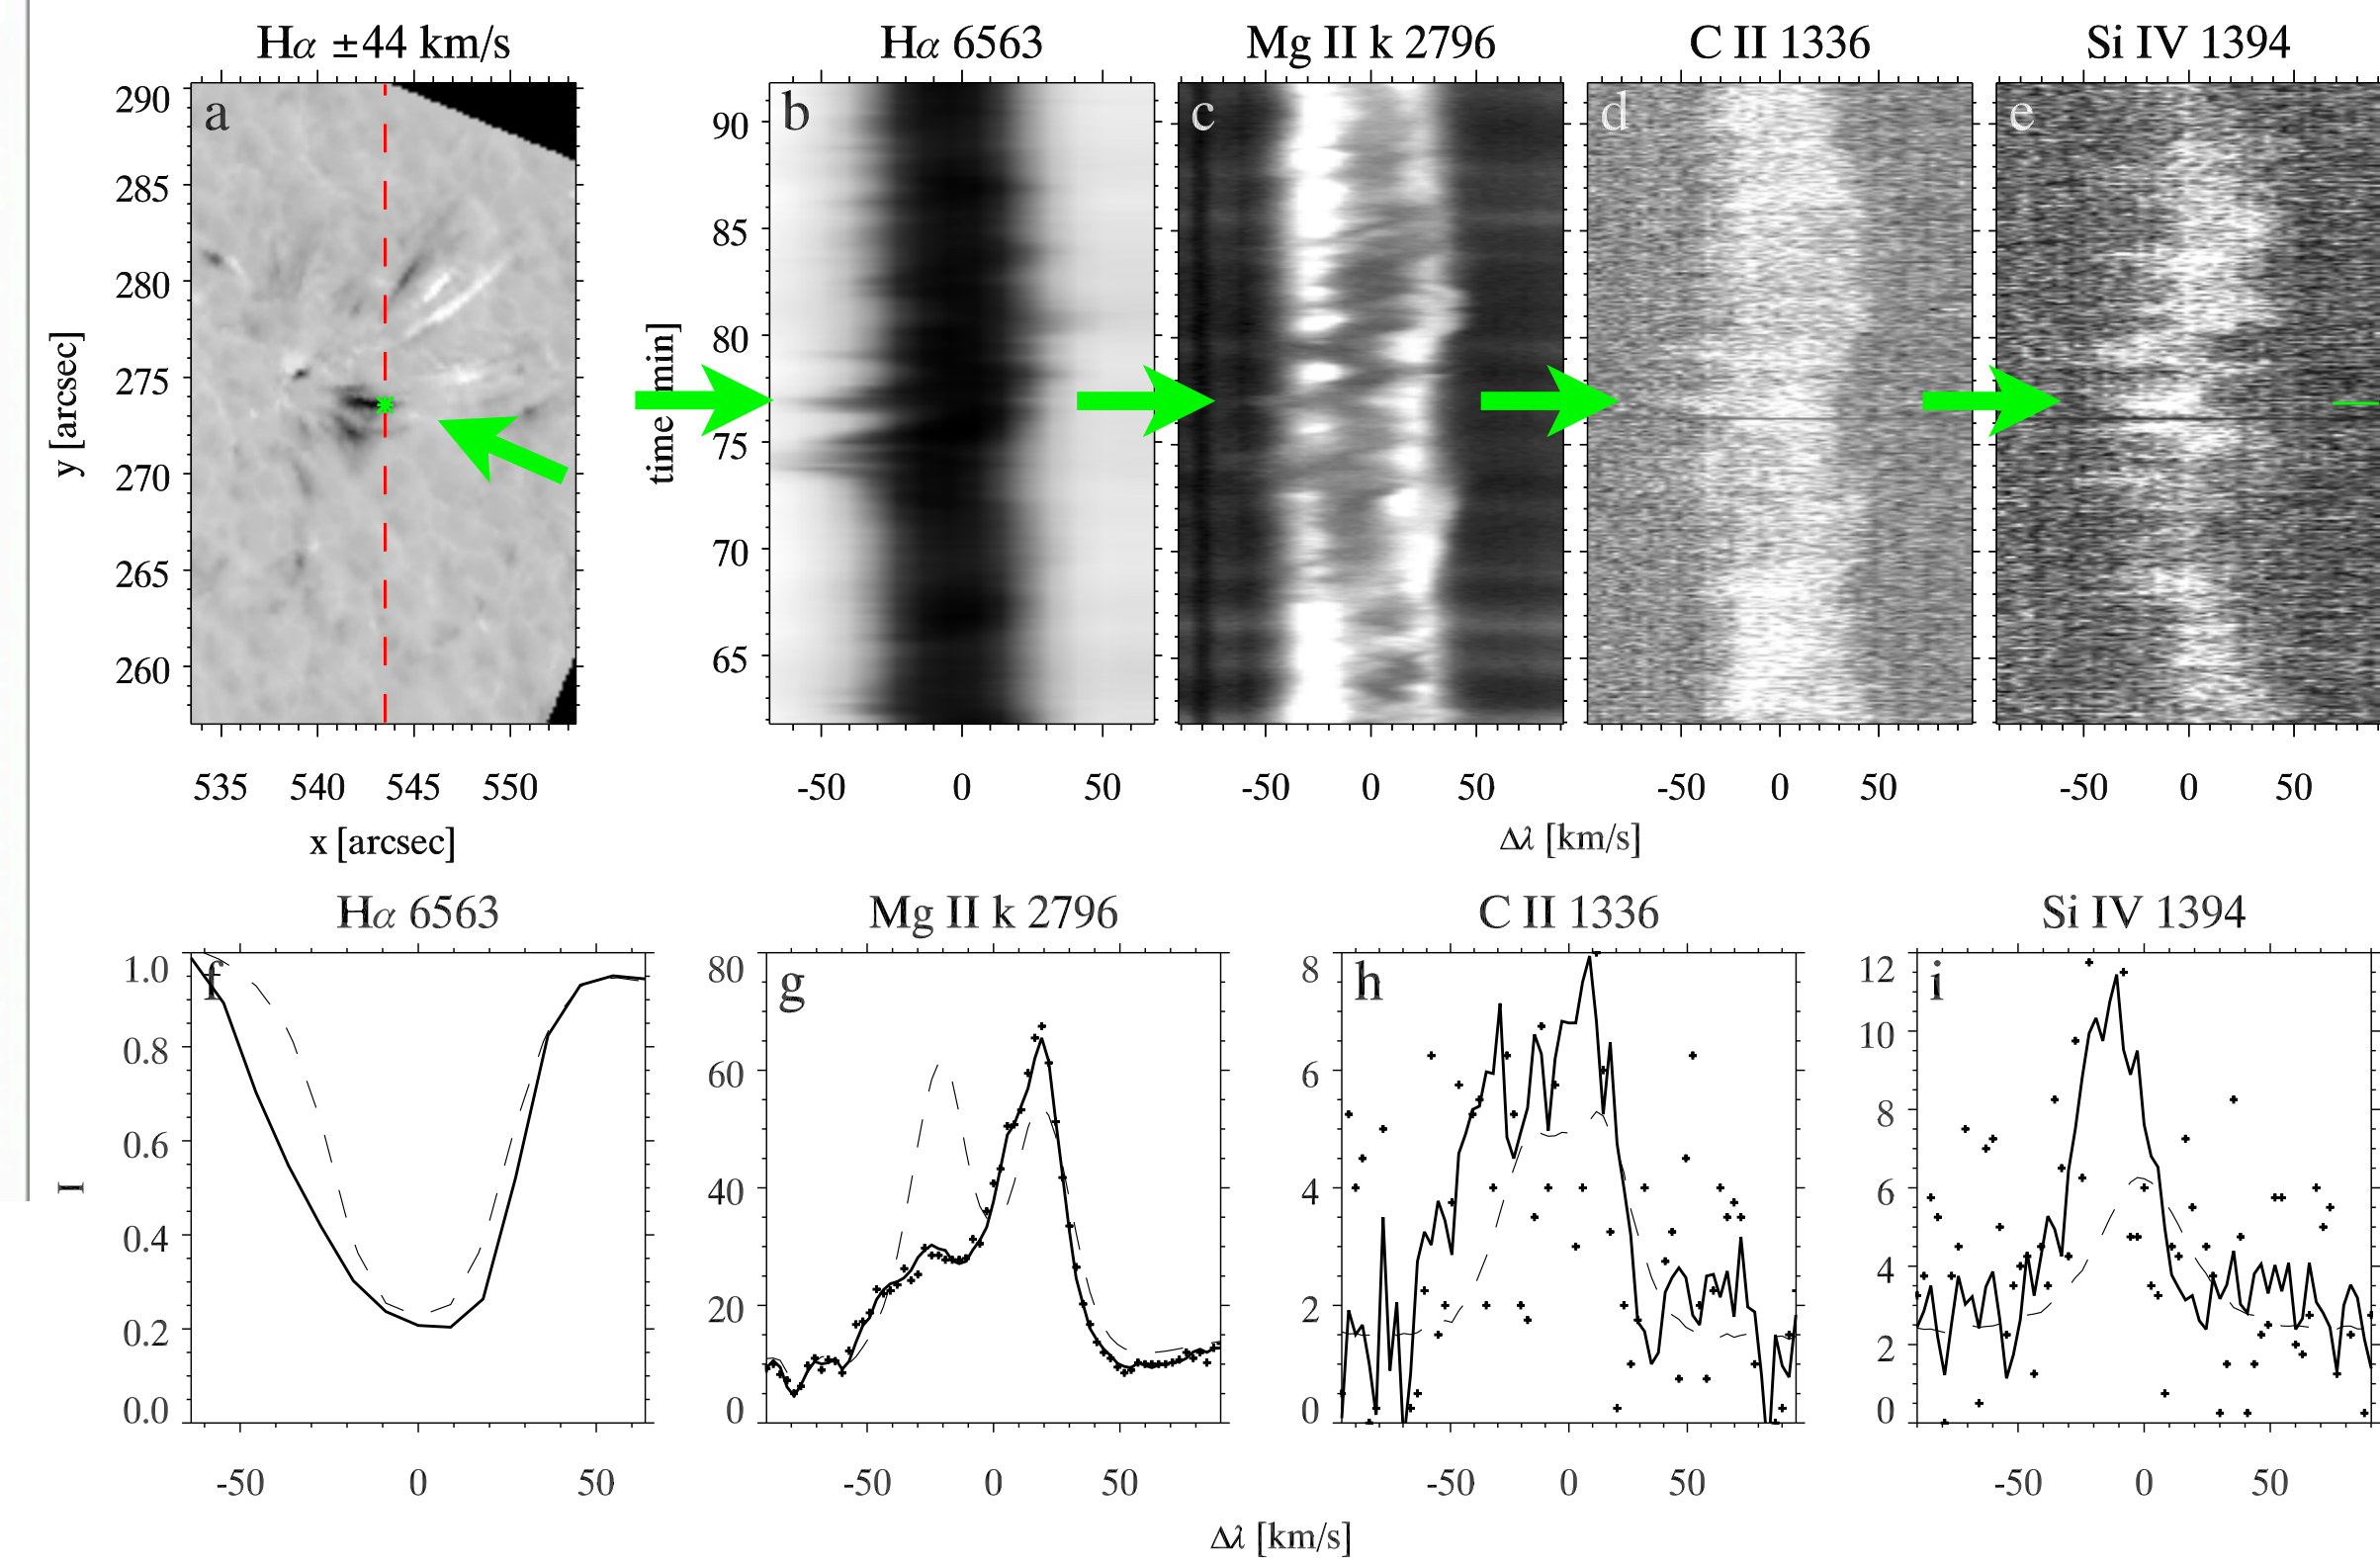 Hα ±44 km/s
Hα 6563
Mg II k 2796
C II 1336
Si IV 1394
a
b
c
d
e
290
285
280
275
270
265
260
y [arcsec]
535 540 545 550
x [arcsec]
90
85
80
75
70
65
time min]
-50 0 50
-50 0 50
-50 0 50
-50 0 50
Δλ [km/s]
Hα 6563
Mg II k 2796
C II 1336
Si IV 1394
f
g
h
i
I
1.0
0.8
0.6
0.4
0.2
0.0
80
60
40
20
0
8
6
4
2
0
12
10
8
6
4
2
0
-50 0 50
-50 0 50
-50 0 50
-50 0 50
Δλ [km/s]